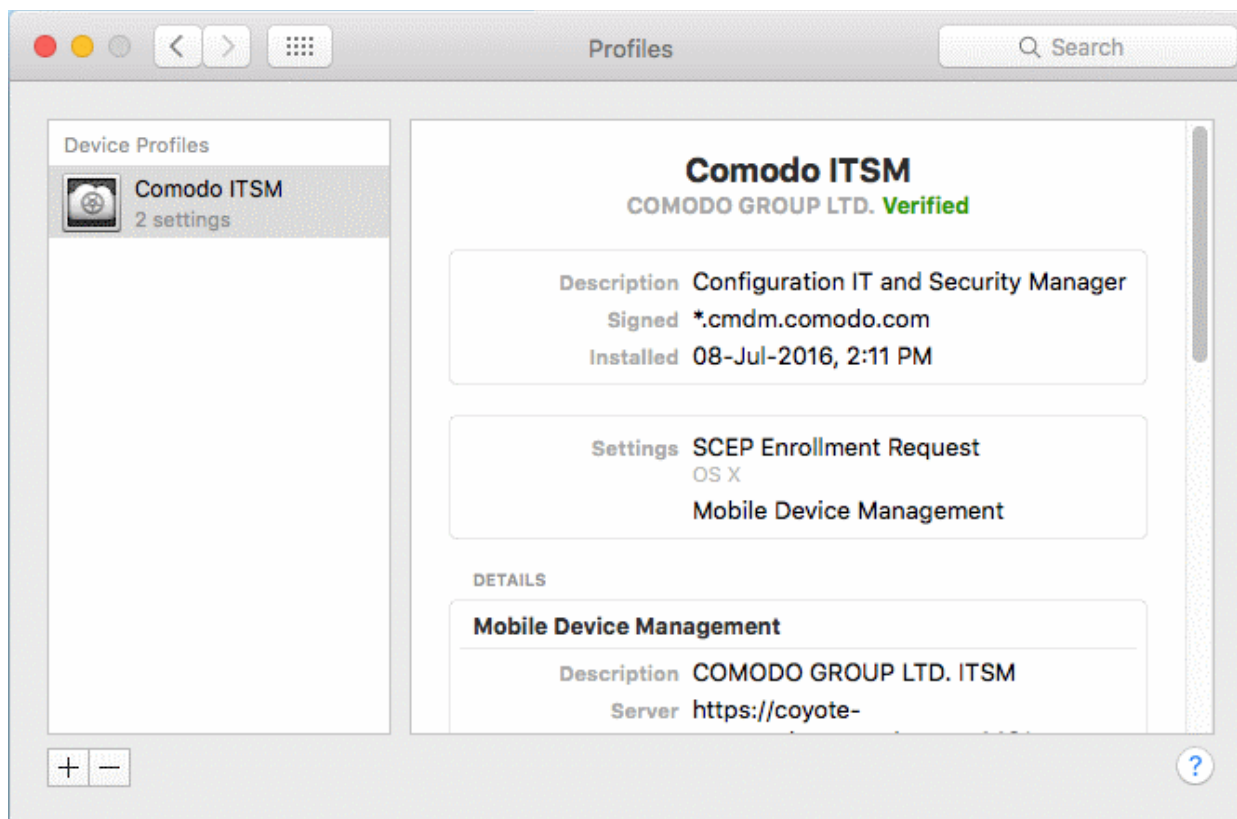 Profiles
Search
Device Profiles
Comodo ITSM
2 settings
Comodo ITSM
COMODO GROUP LTD. Verified
Description Configuration IT and Security Manager
Signed *.cmdm.comodo.com
Installed 08-Jul-2016, 2:11 PM
Settings SCEP Enrollment Request
OS X
Mobile Device Management
DETAILS
Mobile Device Management
Description COMODO GROUP LTD. ITSM
Server https://coyote-
+ −
?